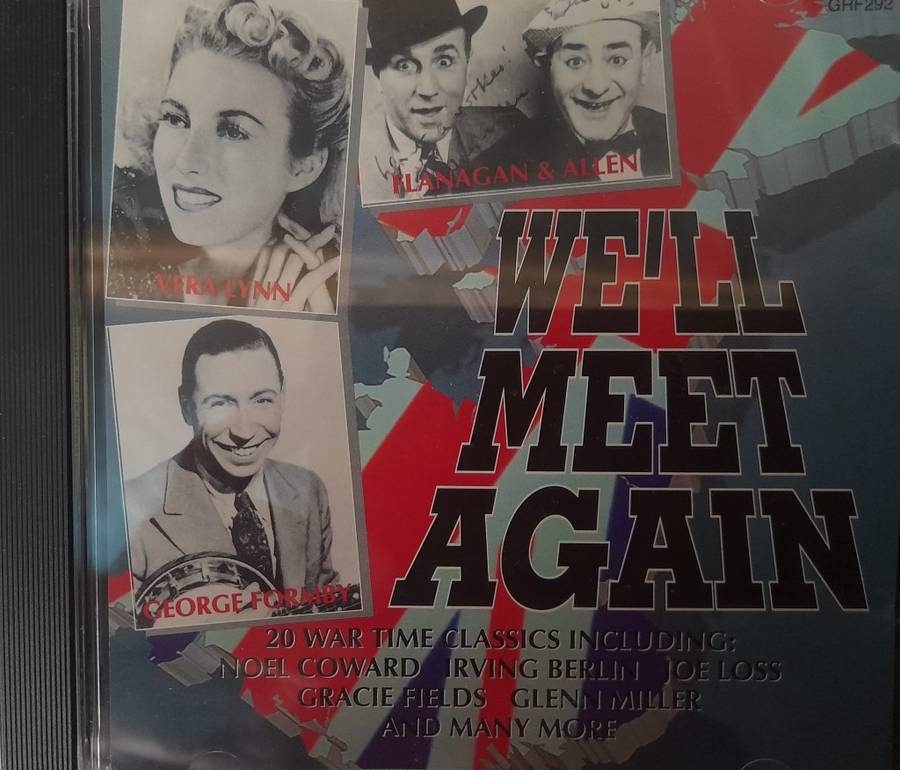 GRF292
FLANAGAN & ALLEN
VERA LYNN
WE'LL
MEET
AGAIN
GEORGE FORMBY
20 WAR TIME CLASSICS INCLUDING:
NOEL COWARD IRVING BERLIN JOE LOSS
GRACIE FIELDS GLENN MILLER
AND MANY MORE